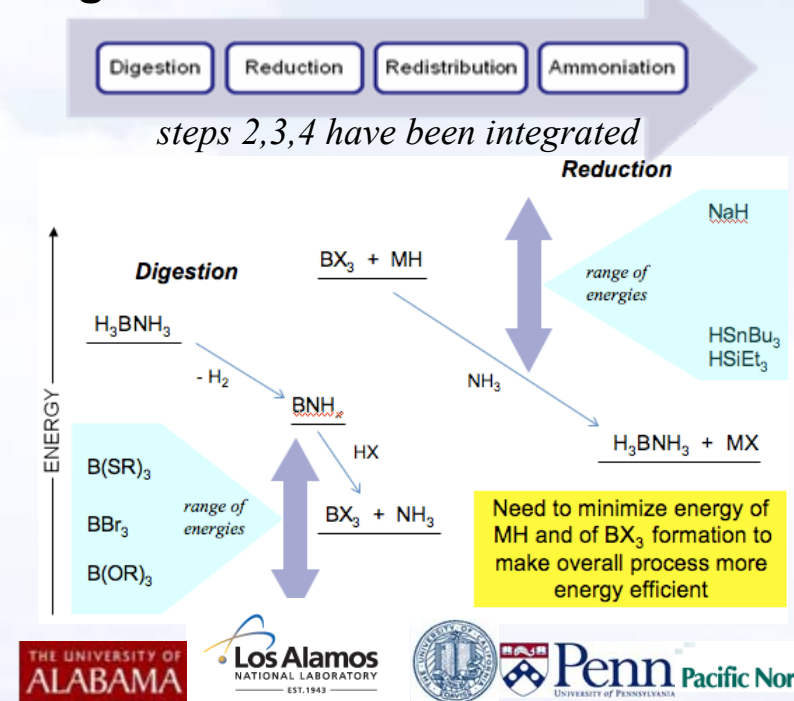 Digestion Reduction Redistribution Ammoniation
steps 2,3,4 have been integrated
Reduction
NaH
range of
energies
HSnBu₃
HSiEt₃
BX₃ + MH
Digestion
H₃BNH₃
- H₂
NH₃
BNHₓ
HX
H₃BNH₃ + MX
ENERGY
B(SR)₃
BBr₃
B(OR)₃
range of
energies
BX₃ + NH₃
Need to minimize energy of
MH and of BX₃ formation to
make overall process more
energy efficient
THE UNIVERSITY OF
ALABAMA
Los Alamos
NATIONAL LABORATORY
EST.1943
Penn
UNIVERSITY OF PENNSYLVANIA
Pacific Nor